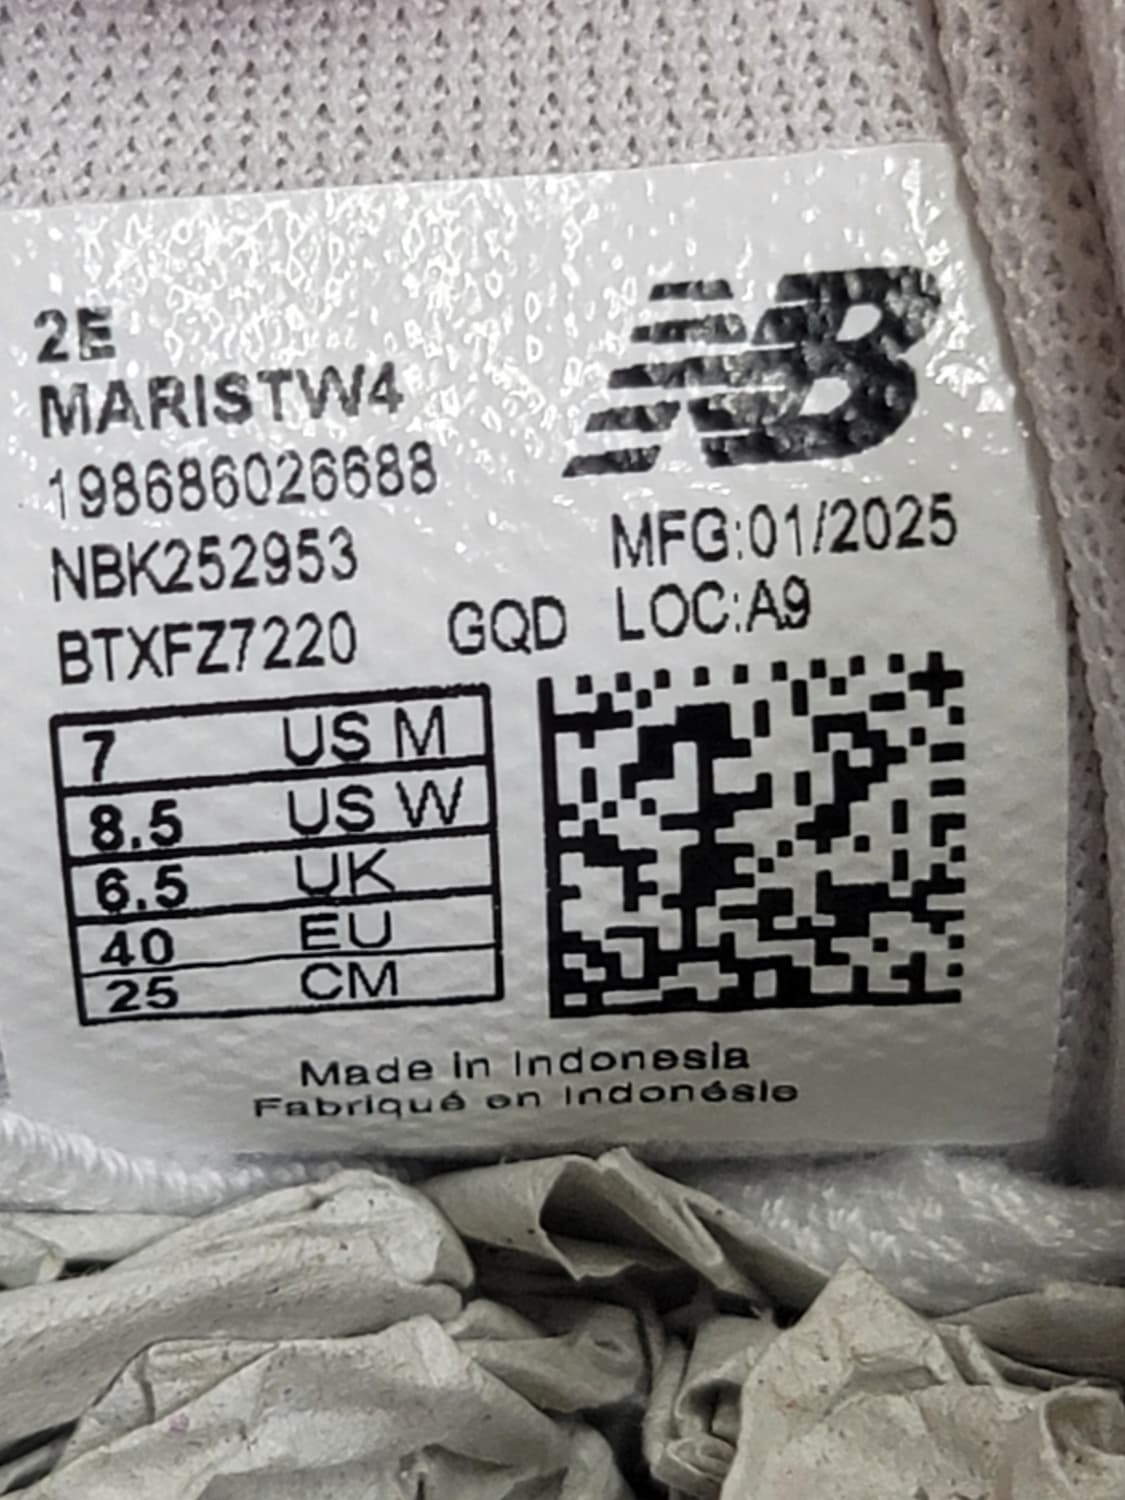 2E
MARISTW4
198686026688
NBK252953
BTXFZ7220 GQD
NB
MFG:01/2025
LOC:A9
7 US M
8.5 US W
6.5 UK
40 EU
25 CM
Made in Indonesia
Fabriqué en Indonésie